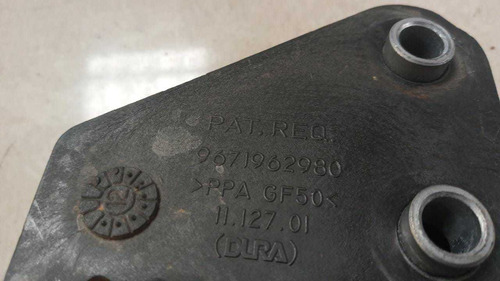 PAT. REQ.
9671962980
>PPA GF50<
11.127.01
(DURA)